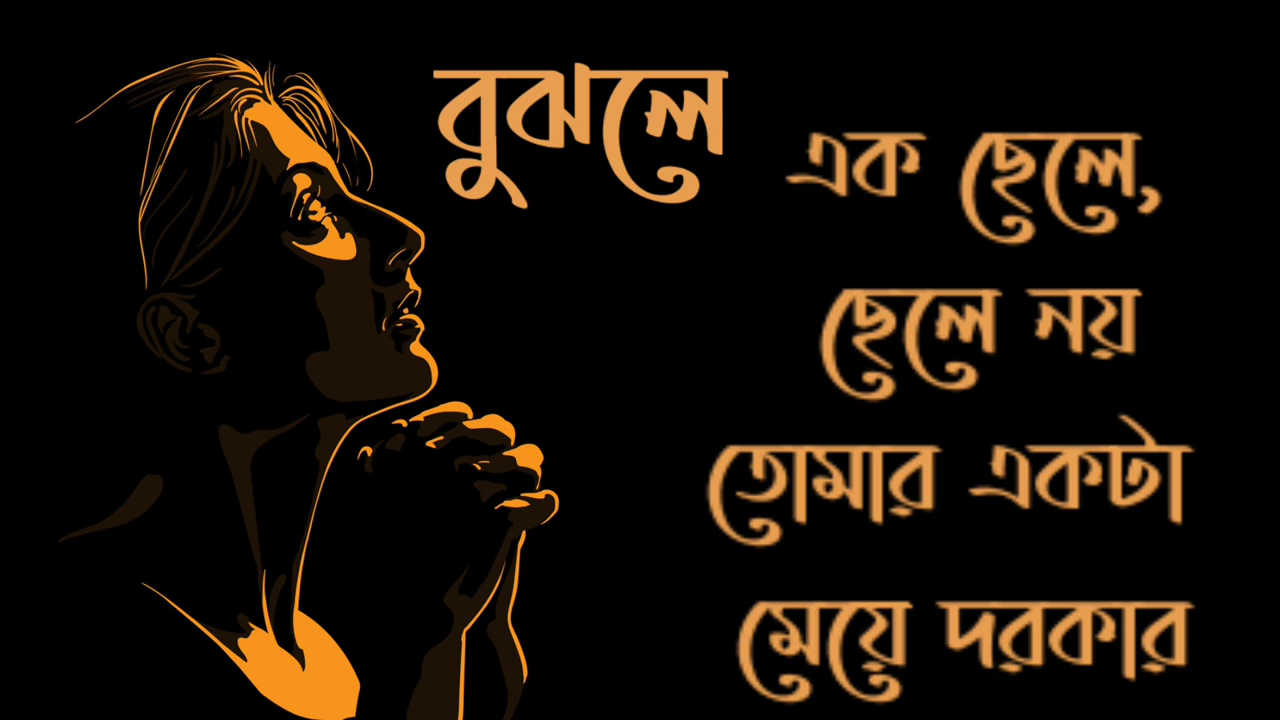 বুঝলে
এক ছেলে,
ছেলে নয়
তোমার একটা
মেয়ে দরকার